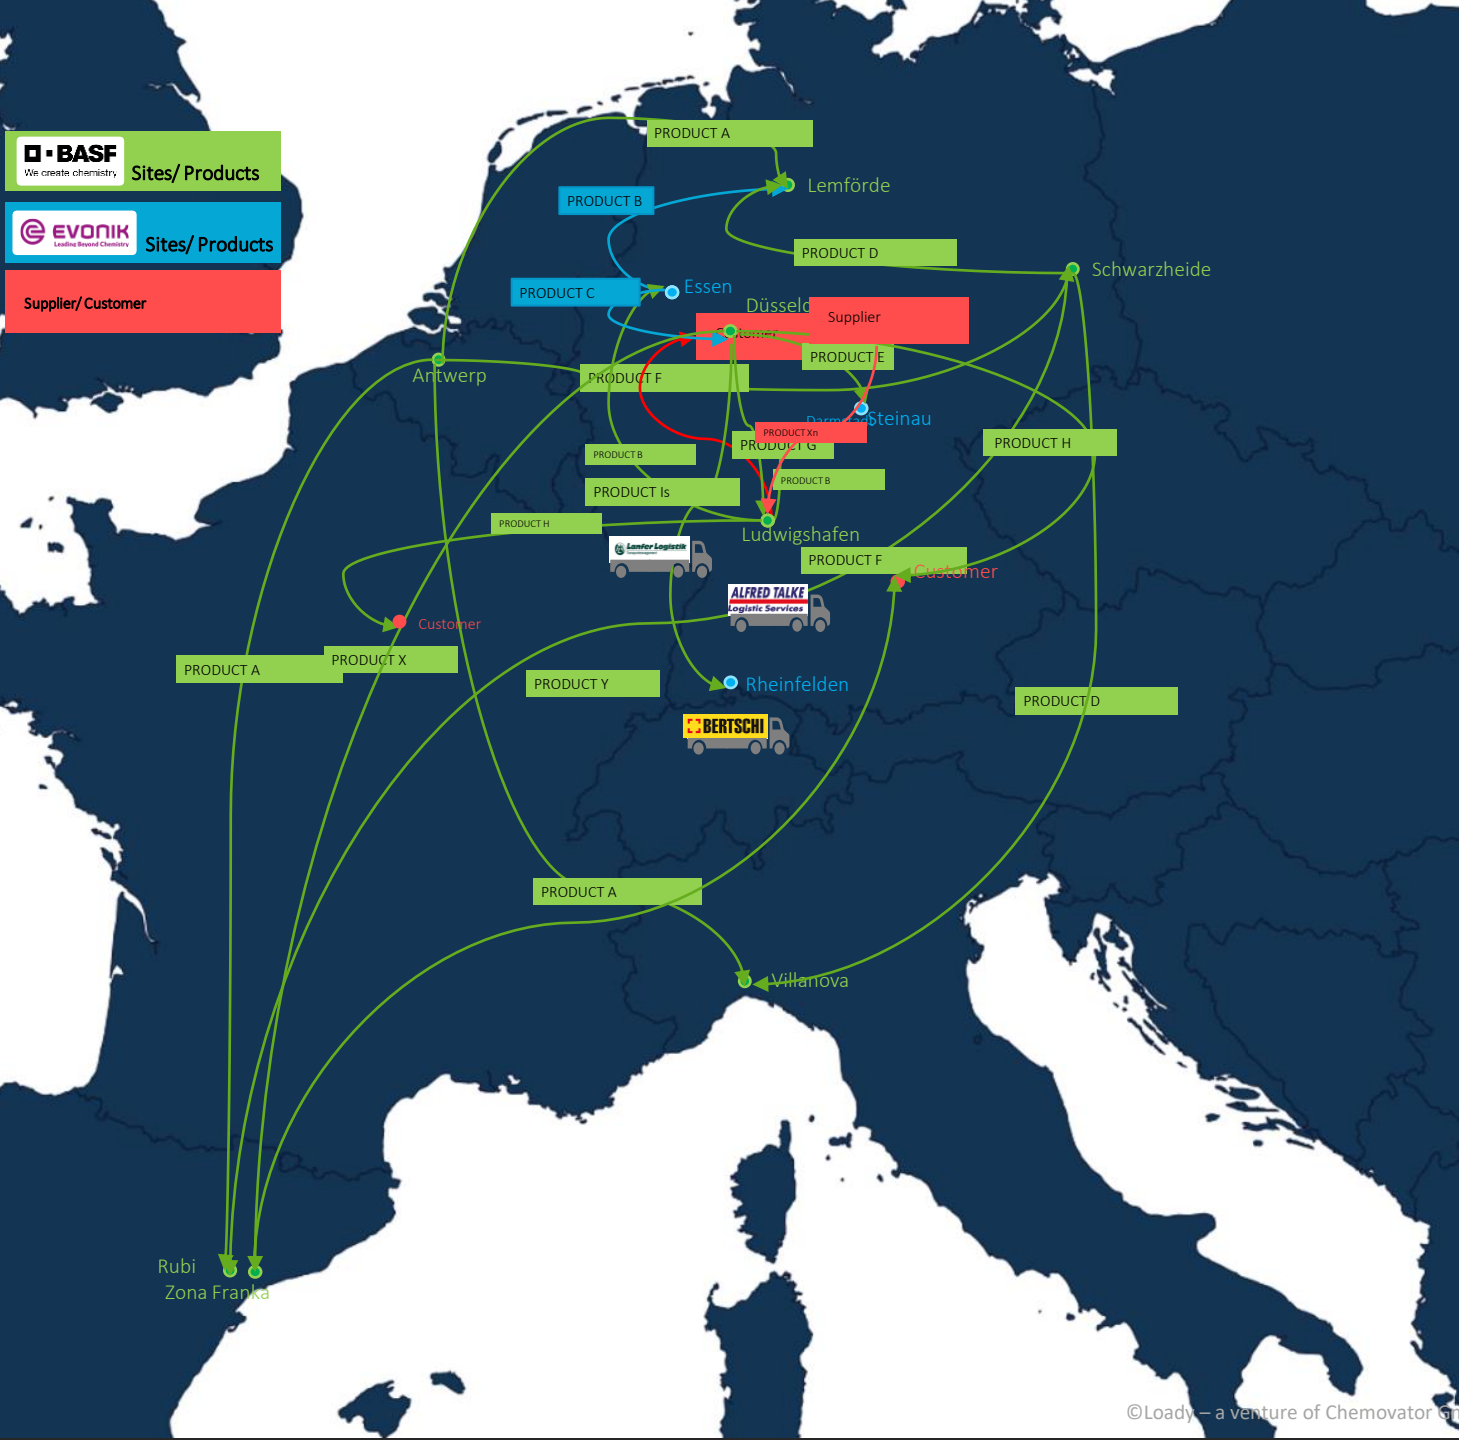 PRODUCT A
BASF
We create chemistry
Sites/ Products
Lemförde
PRODUCT B
EVONIK
Leading Beyond Chemistry
Sites/ Products
PRODUCT D
Schwarzheide
Essen
PRODUCT C
Supplier/ Customer
Supplier
PRODUCT E
Antwerp
PRODUCT F
Steinau
PRODUCT Xn
PRODUCT G
PRODUCT H
PRODUCT B
PRODUCT B
PRODUCT Is
PRODUCT H
Ludwigshafen
Lanfer Logistik
PRODUCT F
Customer
ALFRED TALKE
Logistic Services
Customer
PRODUCT X
PRODUCT A
PRODUCT Y
Rheinfelden
PRODUCT D
BERTSCHI
PRODUCT A
Villanova
Rubi
Zona Franka
©Loady – a venture of Chemovator